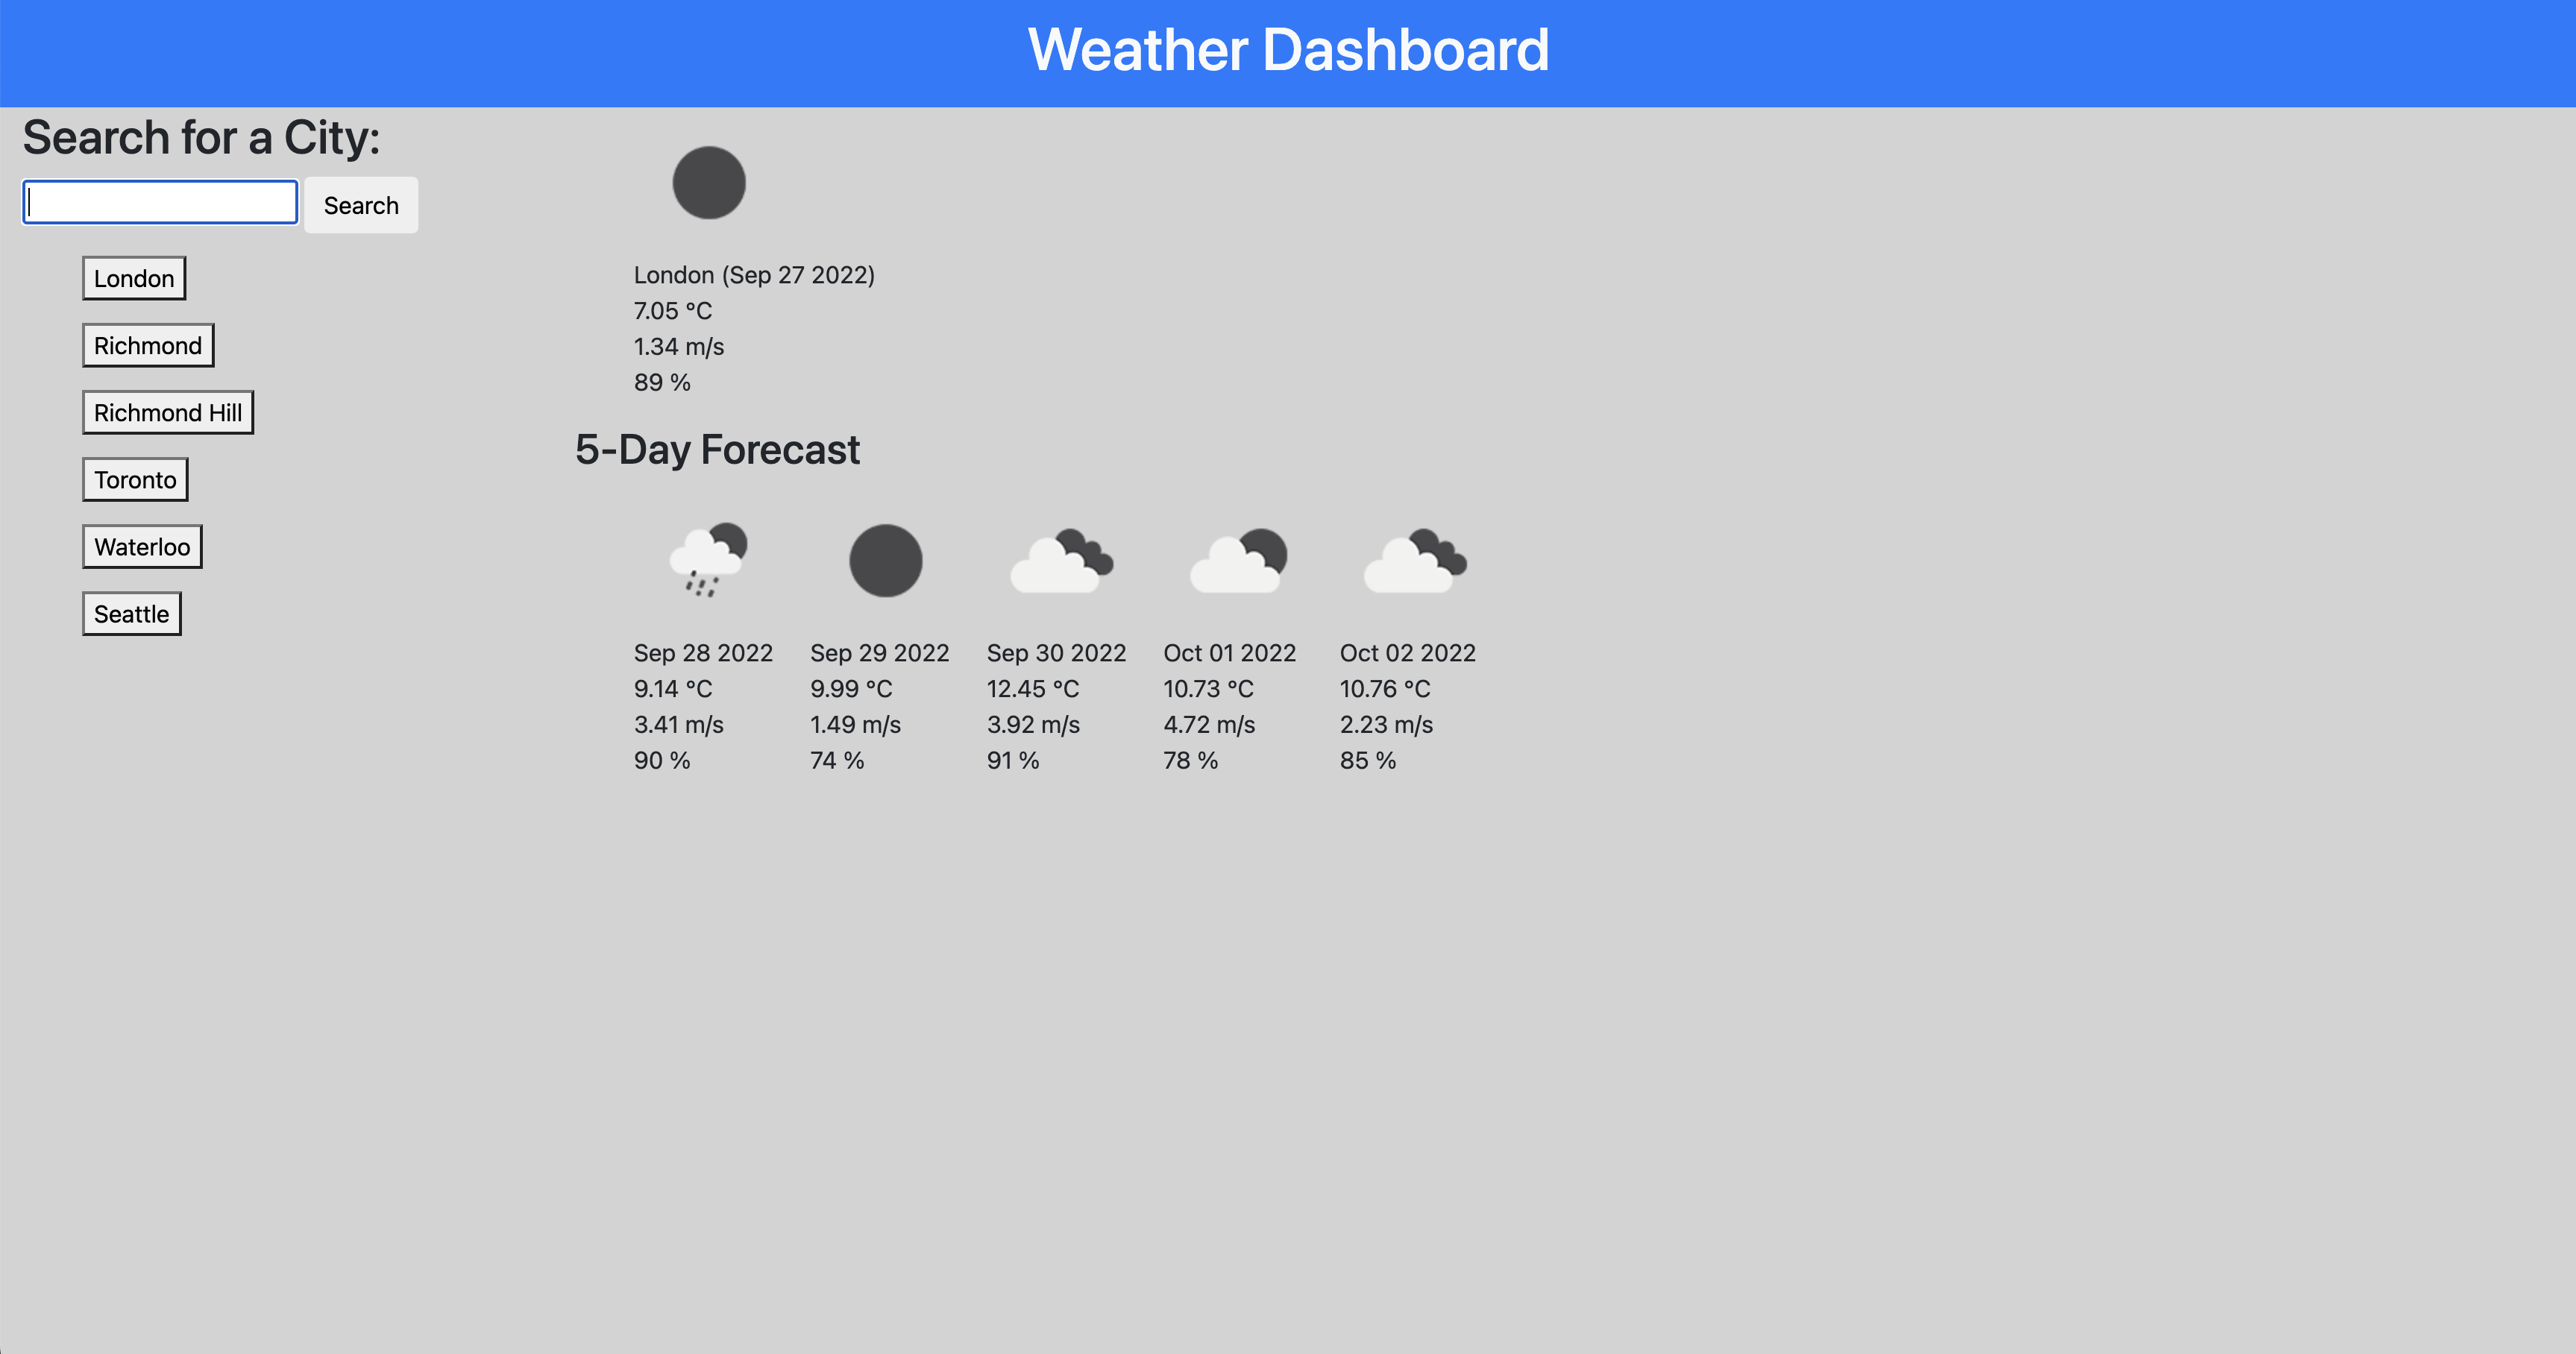 Weather Dashboard
Search for a City:
Search
London
Richmond
Richmond Hill
Toronto
Waterloo
Seattle
London (Sep 27 2022)
7.05 °C
1.34 m/s
89 %
5-Day Forecast
Sep 28 2022
9.14 °C
3.41 m/s
90 %
Sep 29 2022
9.99 °C
1.49 m/s
74 %
Sep 30 2022
12.45 °C
3.92 m/s
91 %
Oct 01 2022
10.73 °C
4.72 m/s
78 %
Oct 02 2022
10.76 °C
2.23 m/s
85 %